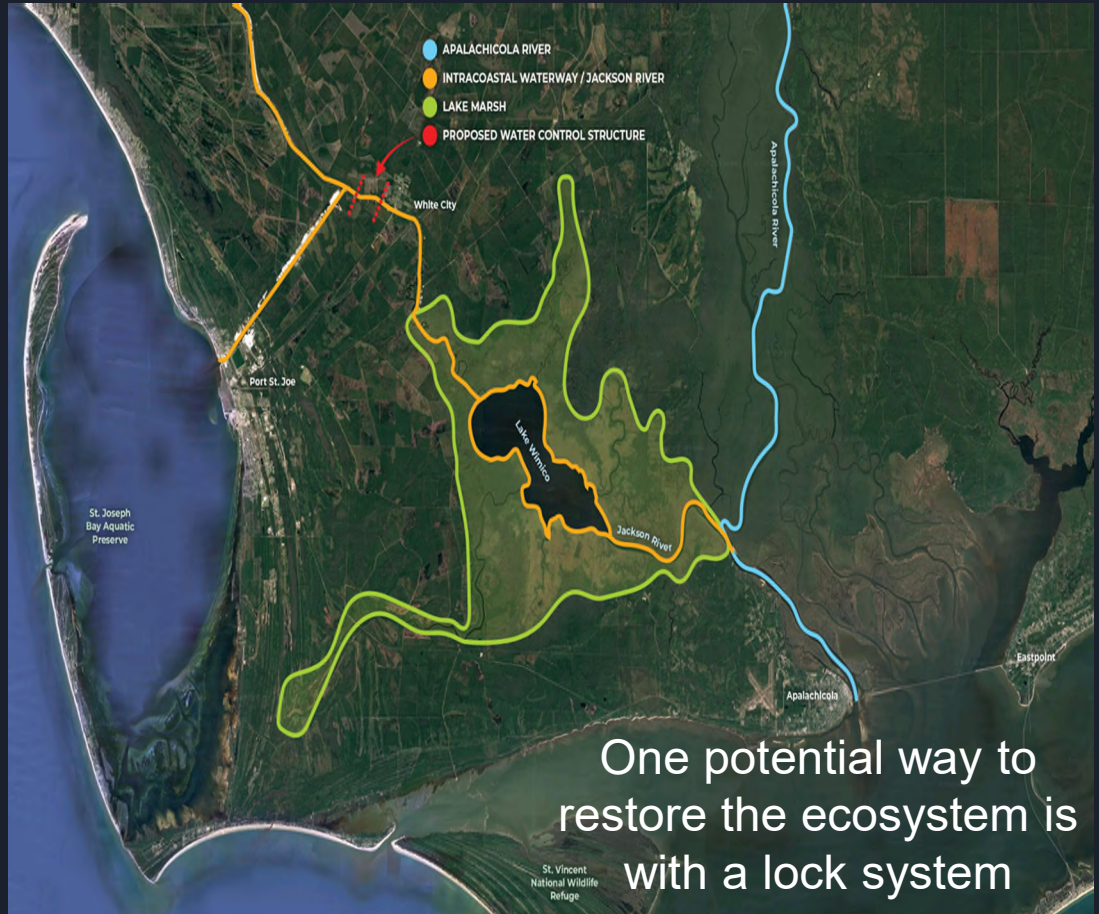 APALACHICOLA RIVER
INTRACOASTAL WATERWAY / JACKSON RIVER
LAKE MARSH
PROPOSED WATER CONTROL STRUCTURE
White City
Apalachicola River
Port St. Joe
Lake Wimico
St. Joseph
Bay Aquatic
Preserve
Jackson River
Eastpoint
Apalachicola
One potential way to
restore the ecosystem is
with a lock system
St. Vincent
National Wildlife
Refuge